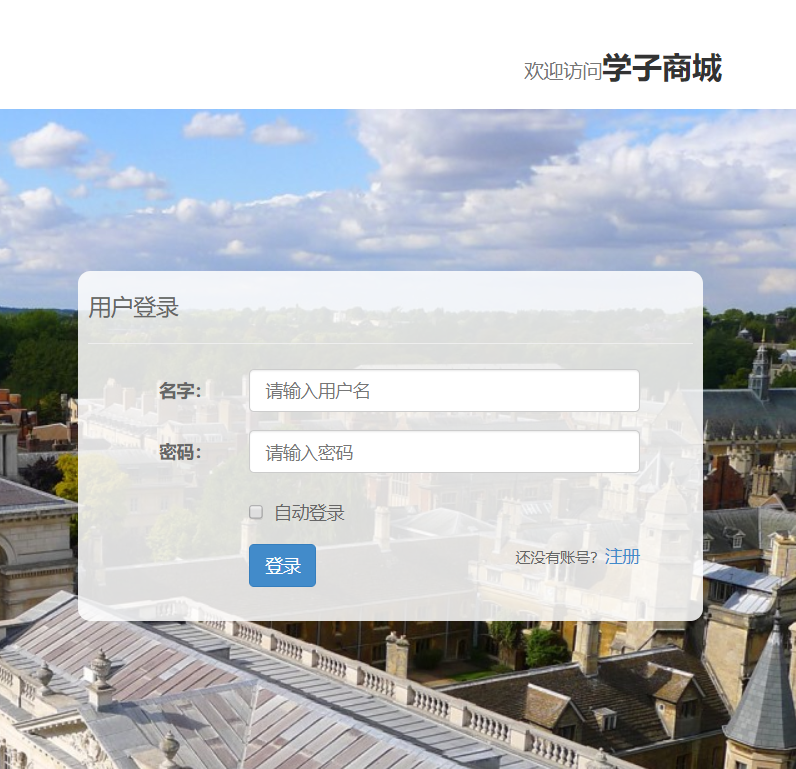 欢迎访问学子商城
用户登录
名字： 请输入用户名
密码： 请输入密码
自动登录
登录 还没有账号？ 注册